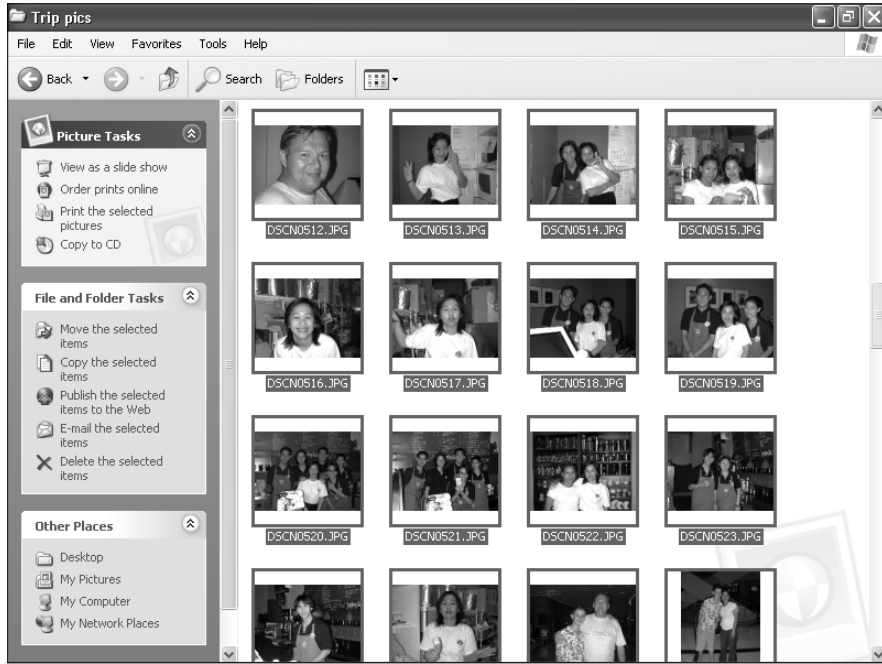 Trip pics
File Edit View Favorites Tools Help
Back Search Folders
Picture Tasks
View as a slide show
Order prints online
Print the selected
pictures
Copy to CD
File and Folder Tasks
Move the selected
items
Copy the selected
items
Publish the selected
items to the Web
E-mail the selected
items
Delete the selected
items
Other Places
Desktop
My Pictures
My Computer
My Network Places
DSCN0512.JPG DSCN0513.JPG DSCN0514.JPG DSCN0515.JPG
DSCN0516.JPG DSCN0517.JPG DSCN0518.JPG DSCN0519.JPG
DSCN0520.JPG DSCN0521.JPG DSCN0522.JPG DSCN0523.JPG